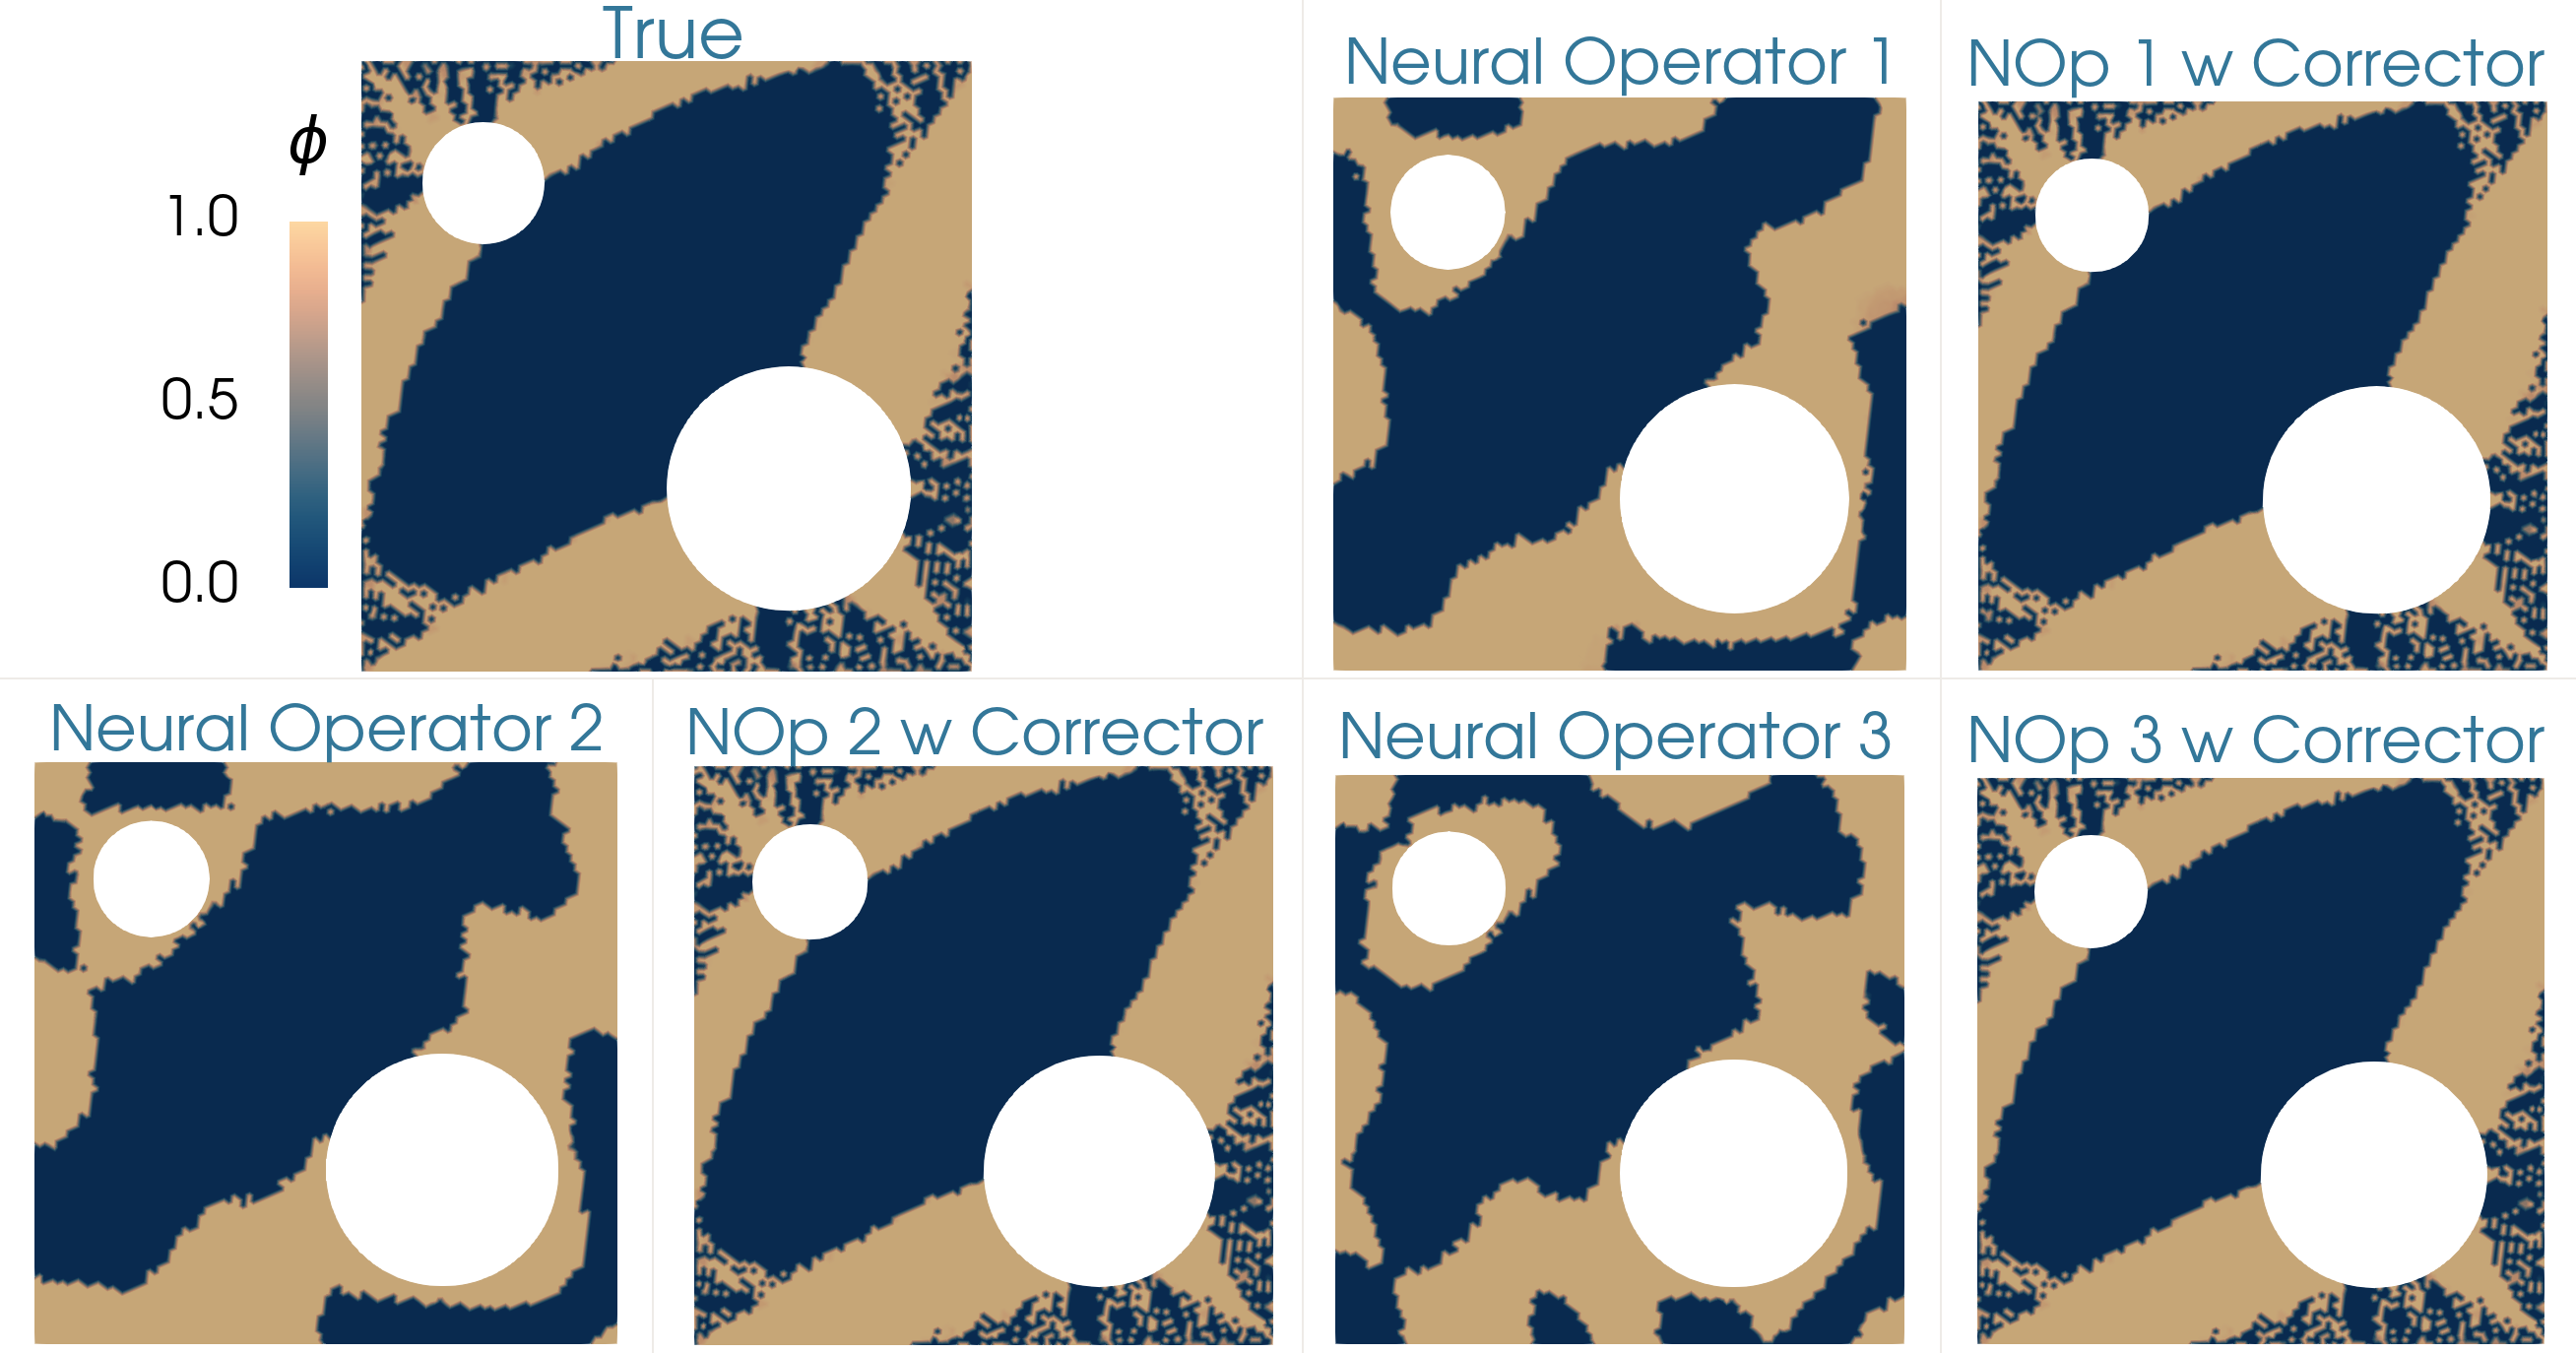 True
Neural Operator 1
NOp 1 w Corrector
ϕ
1.0
0.5
0.0
Neural Operator 2
NOp 2 w Corrector
Neural Operator 3
NOp 3 w Corrector